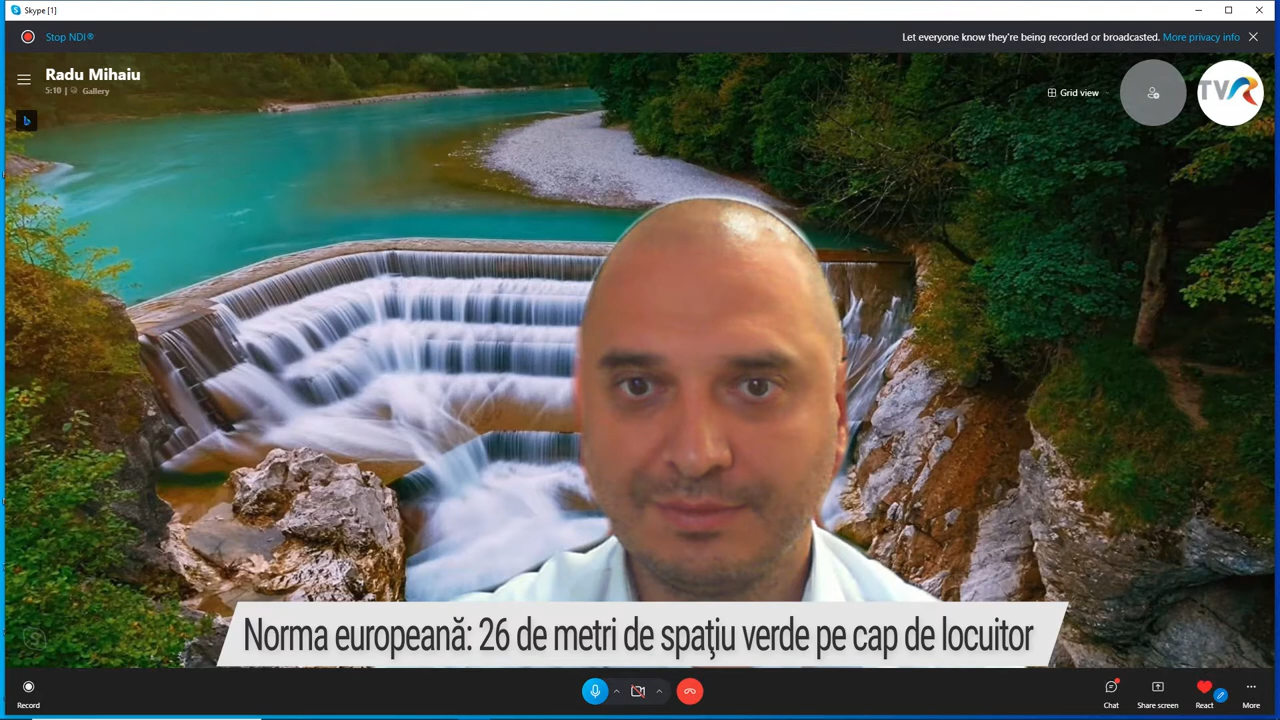 Skype [1]
Stop NDI®
Let everyone know they're being recorded or broadcasted. More privacy info
Radu Mihaiu
5:10 | Gallery
Grid view
TVR
b
Norma europeană: 26 de metri de spaţiu verde pe cap de locuitor
Record
Chat
Share screen
React
More